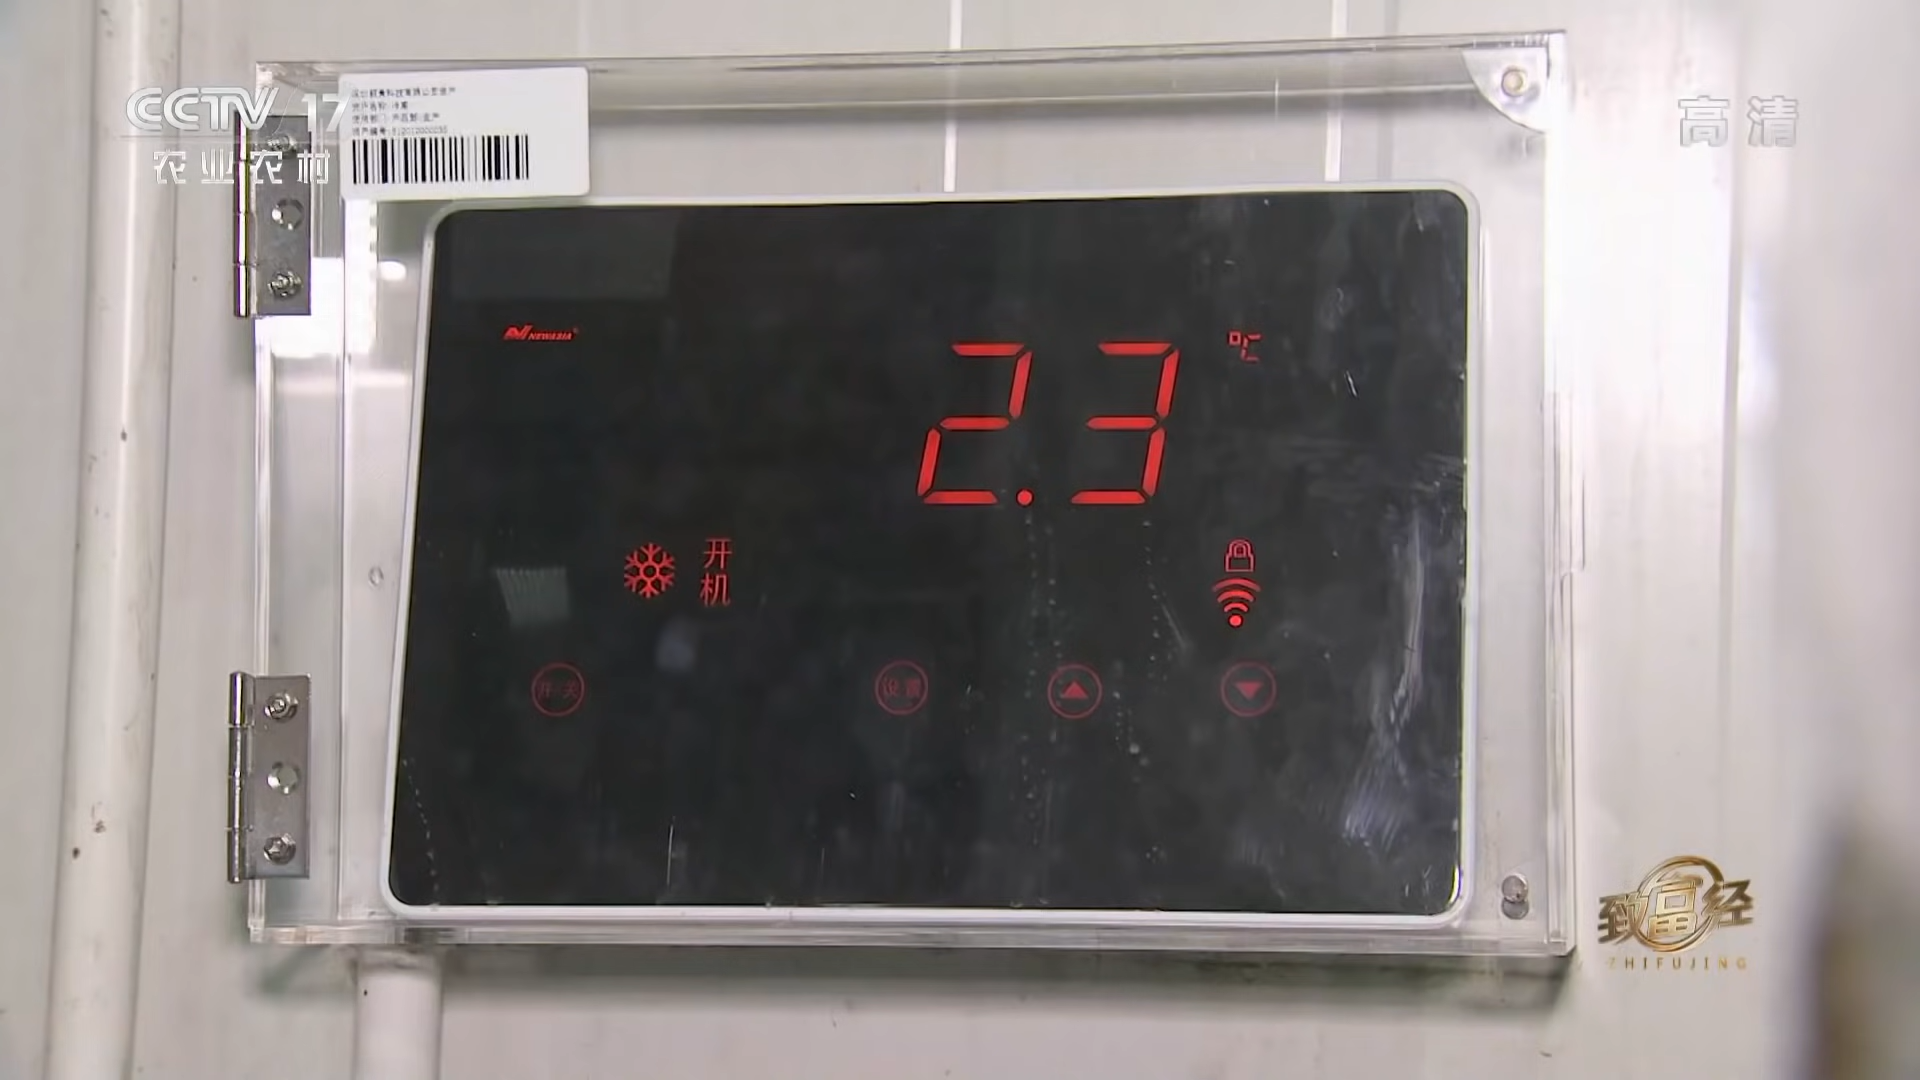 CCTV 17
农业农村
高清
NEWASIA
2.3 ℃
开机
开关
设置
致富经
ZHIFUJING